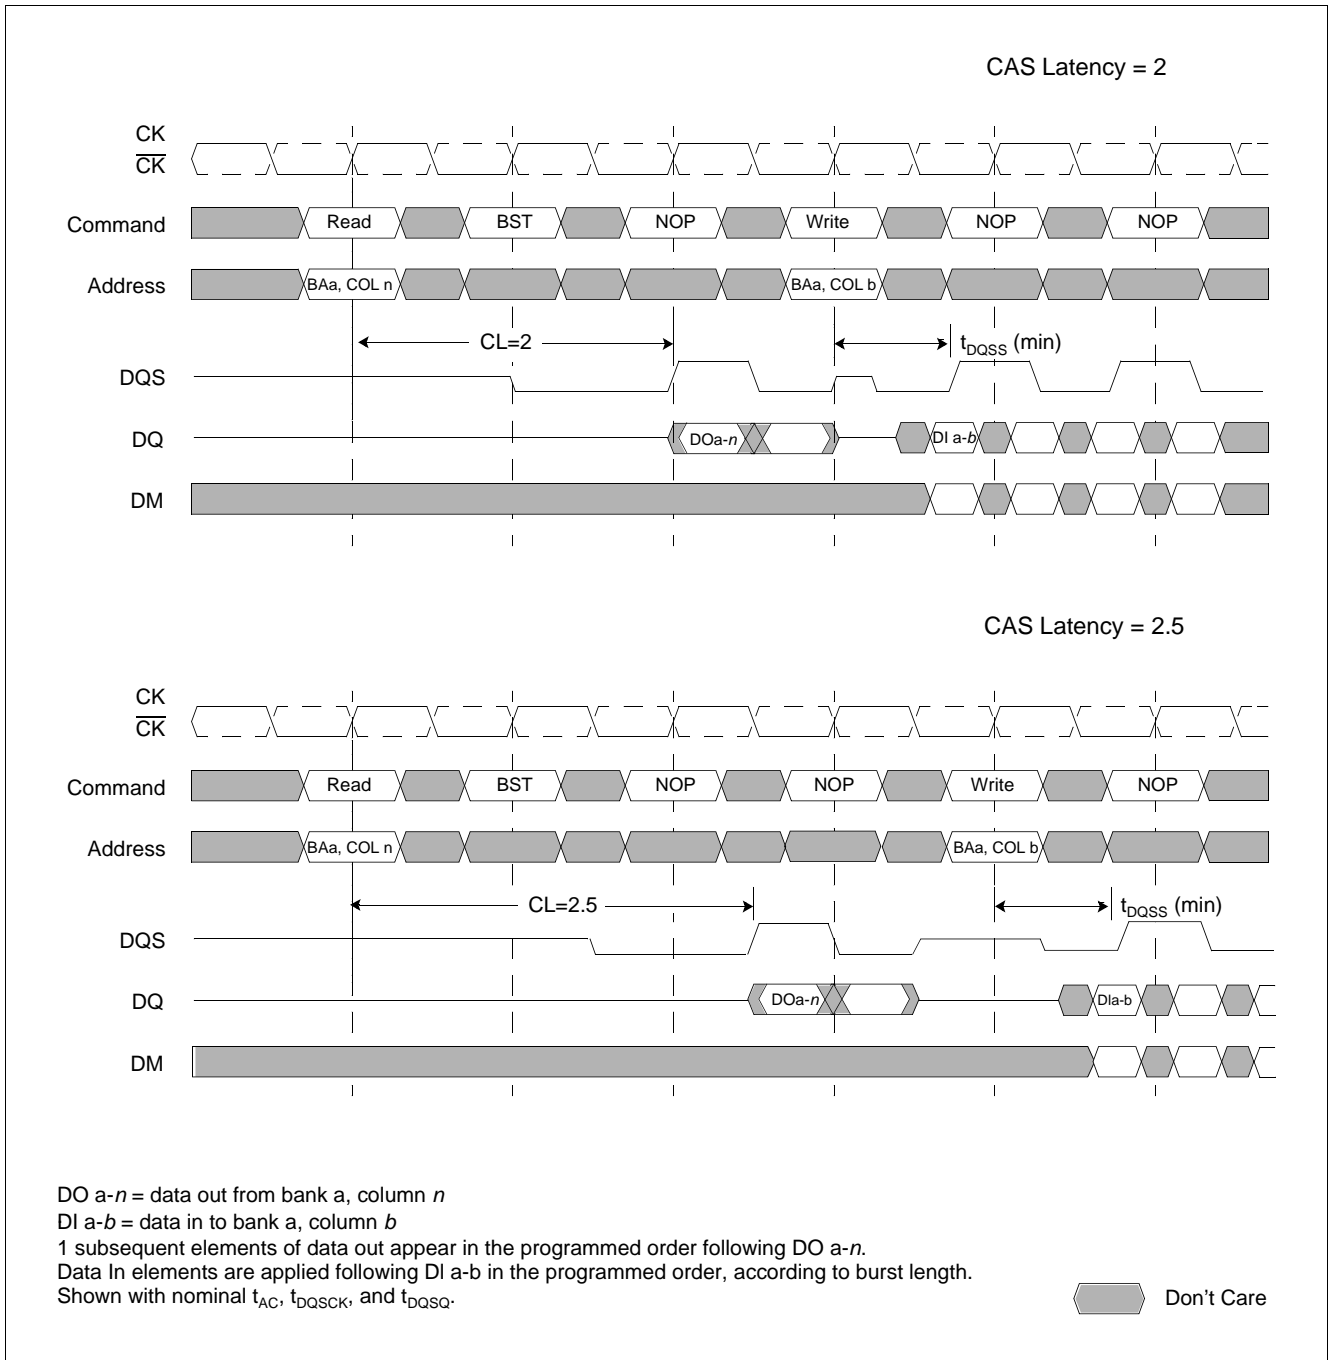 CAS Latency = 2
CK
CK
Command Read BST NOP Write NOP NOP
Address BAa, COL n BAa, COL b
CL=2 tDQSS (min)
DQS
DQ DOa-n DI a-b
DM
CAS Latency = 2.5
CK
CK
Command Read BST NOP NOP Write NOP
Address BAa, COL n BAa, COL b
CL=2.5 tDQSS (min)
DQS
DQ DOa-n DIa-b
DM
DO a-n = data out from bank a, column n
DI a-b = data in to bank a, column b
1 subsequent elements of data out appear in the programmed order following DO a-n.
Data In elements are applied following DI a-b in the programmed order, according to burst length.
Shown with nominal tAC, tDQSCK, and tDQSQ.
Don't Care